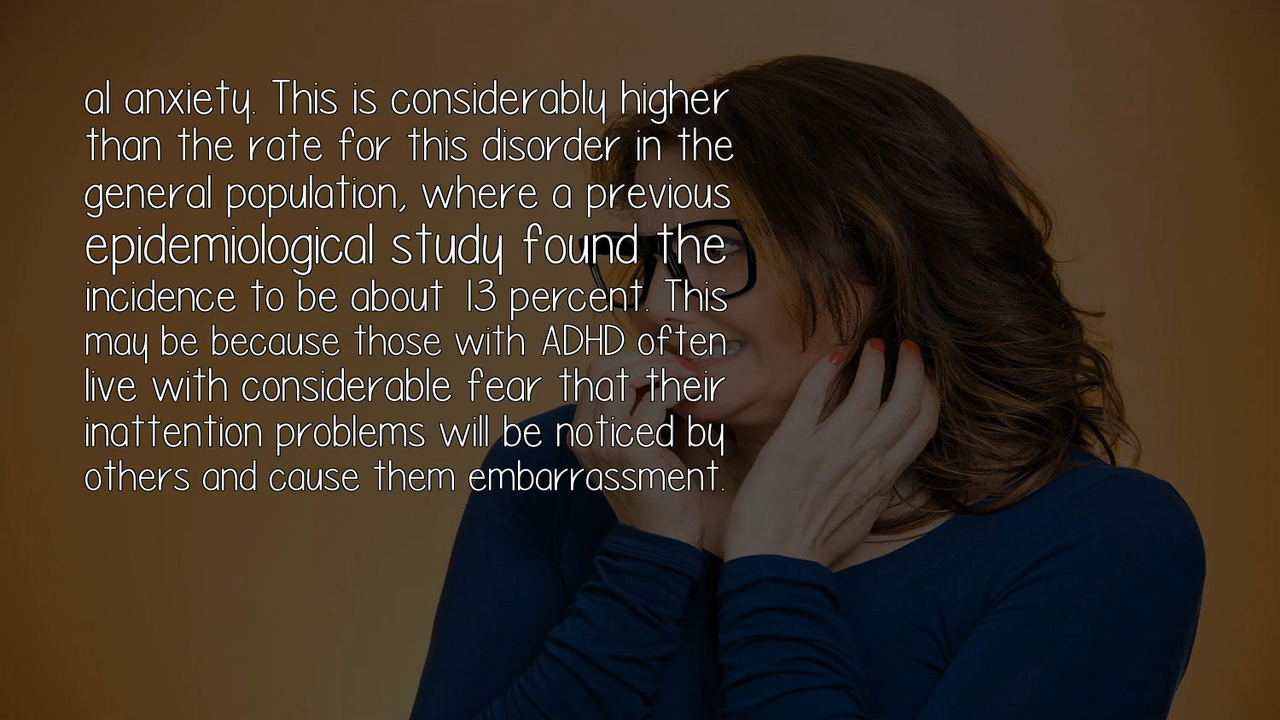 al anxiety. This is considerably higher
than the rate for this disorder in the
general population, where a previous
epidemiological study found the
incidence to be about 13 percent. This
may be because those with ADHD often
live with considerable fear that their
inattention problems will be noticed by
others and cause them embarrassment.